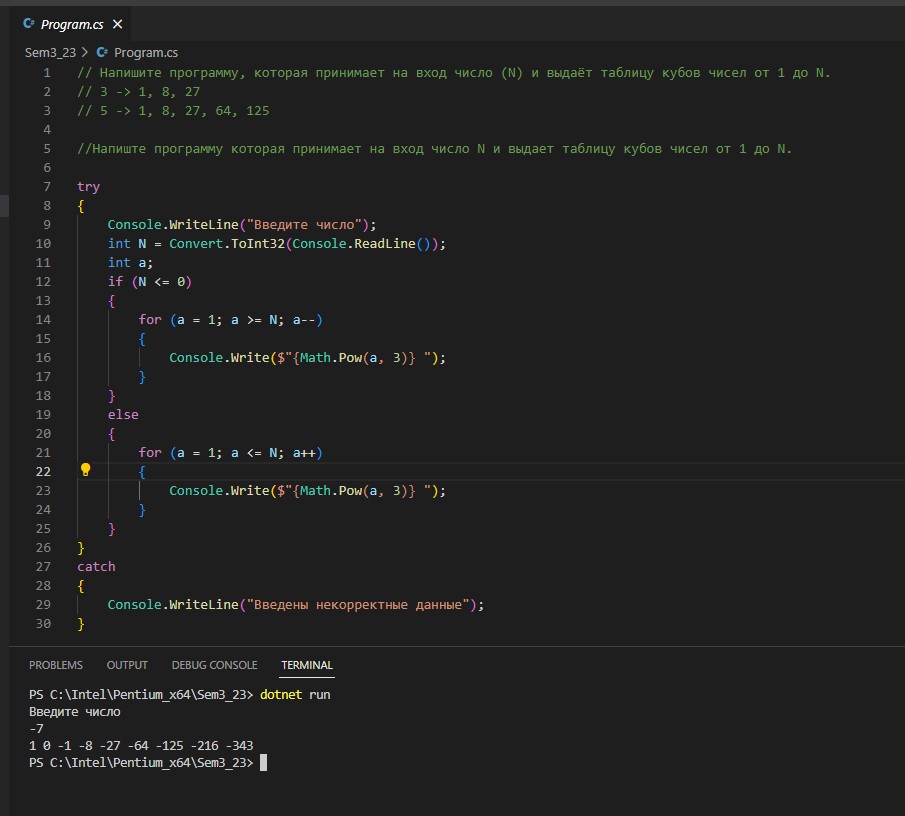 Program.cs
Sem3_23 > Program.cs
1 // Напишите программу, которая принимает на вход число (N) и выдаёт таблицу кубов чисел от 1 до N.
2 // 3 -> 1, 8, 27
3 // 5 -> 1, 8, 27, 64, 125
4
5 //Напиште программу которая принимает на вход число N и выдает таблицу кубов чисел от 1 до N.
6
7 try
8 {
9 Console.WriteLine("Введите число");
10 int N = Convert.ToInt32(Console.ReadLine());
11 int a;
12 if (N <= 0)
13 {
14 for (a = 1; a >= N; a--)
15 {
16 Console.Write($"{Math.Pow(a, 3)} ");
17 }
18 }
19 else
20 {
21 for (a = 1; a <= N; a++)
22 {
23 Console.Write($"{Math.Pow(a, 3)} ");
24 }
25 }
26 }
27 catch
28 {
29 Console.WriteLine("Введены некорректные данные");
30 }
PROBLEMS OUTPUT DEBUG CONSOLE TERMINAL
PS C:\Intel\Pentium_x64\Sem3_23> dotnet run
Введите число
-7
1 0 -1 -8 -27 -64 -125 -216 -343
PS C:\Intel\Pentium_x64\Sem3_23>